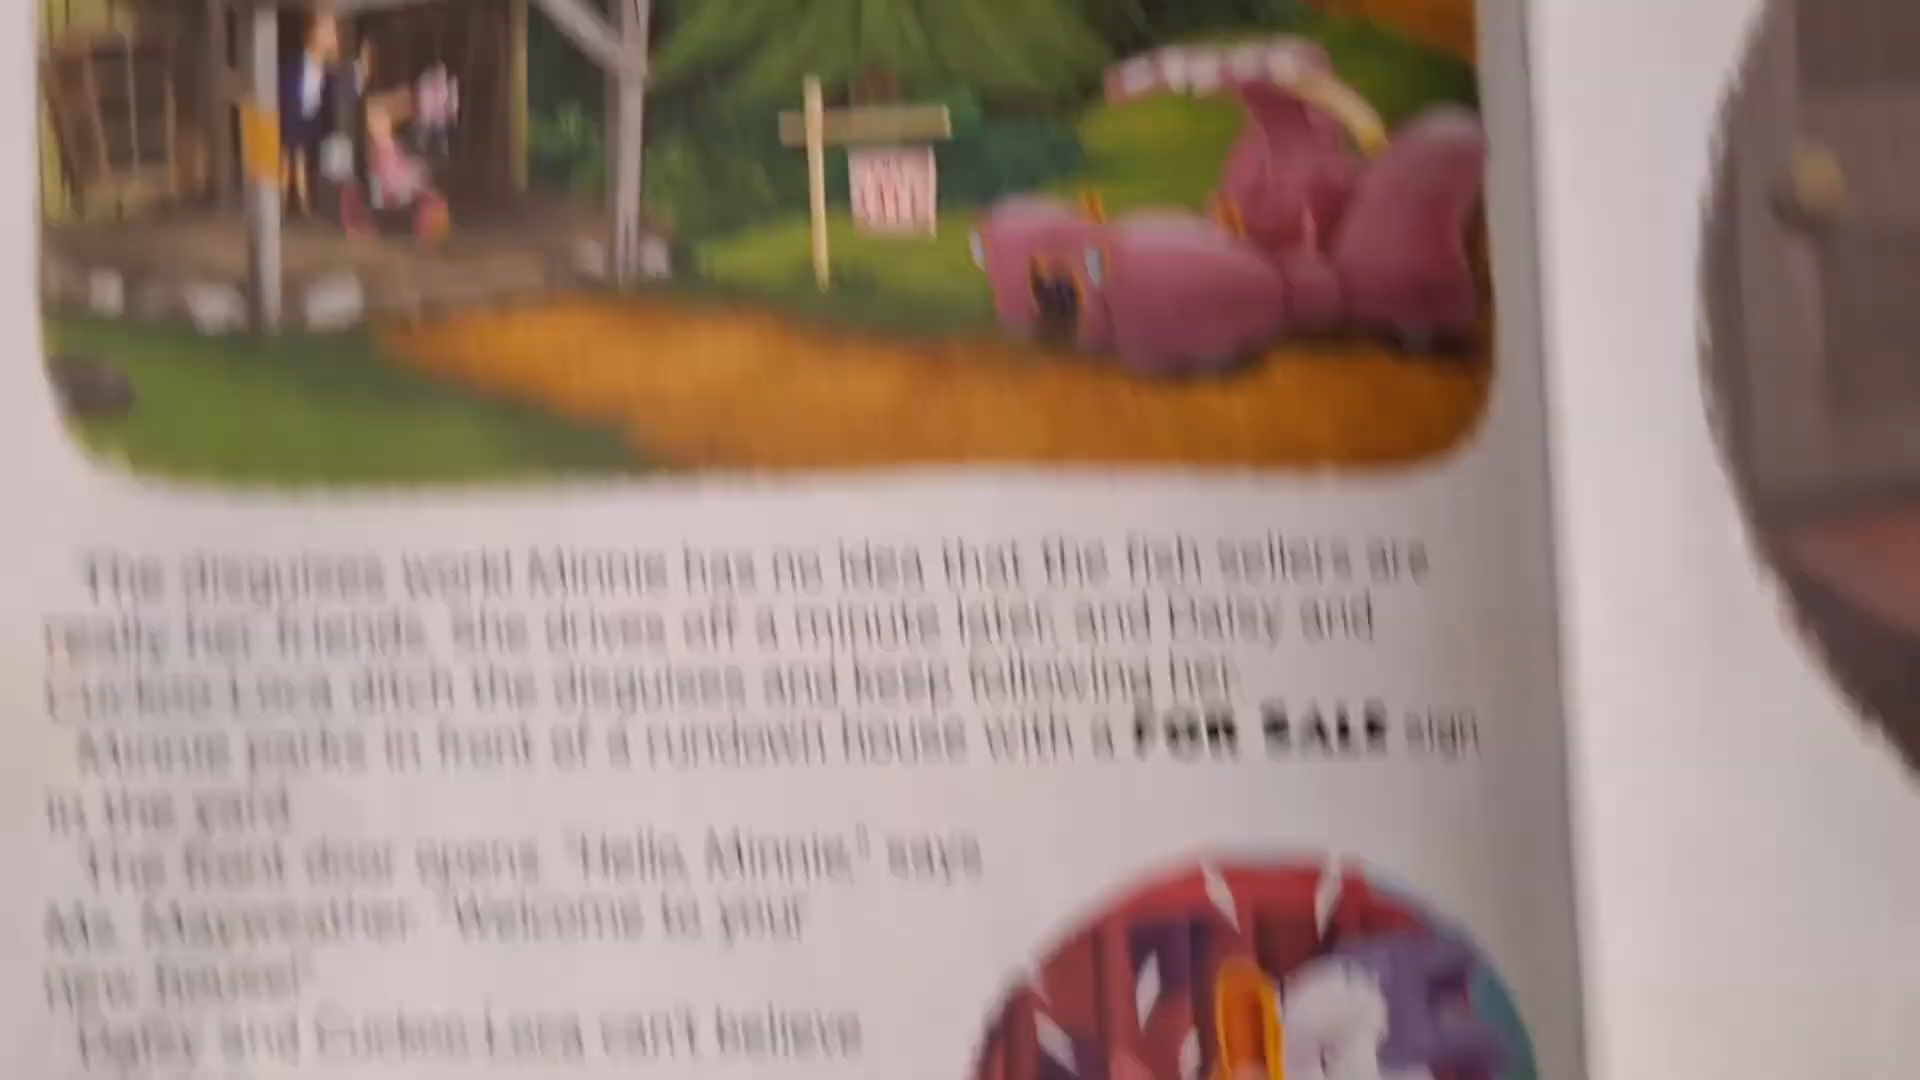 The disguises work! Minnie has no idea that the fish sellers are
really her friends. She drives off a minute later, and Daisy and
Cuckoo-Loca ditch the disguises and keep following her.
Minnie parks in front of a rundown house with a FOR SALE sign
in the yard.
The front door opens. "Hello, Minnie," says
Ms. Mayweather. "Welcome to your
new house!"
Daisy and Cuckoo-Loca can't believe